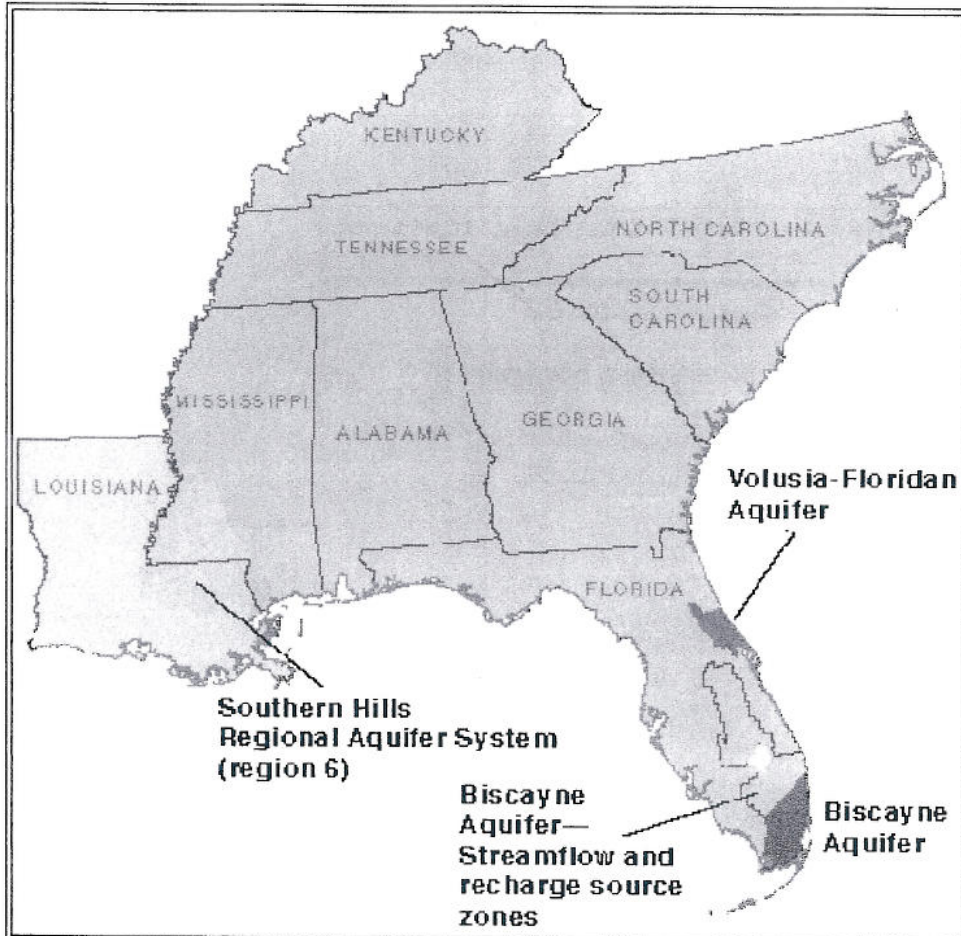 KENTUCKY
TENNESSEE
NORTH CAROLINA
SOUTH
CAROLINA
MISSISSIPPI
ALABAMA
GEORGIA
LOUISIANA
Volusia-Floridan
Aquifer
FLORIDA
Southern Hills
Regional Aquifer System
(region 6)
Biscayne
Aquifer—
Streamflow and
recharge source
zones
Biscayne
Aquifer